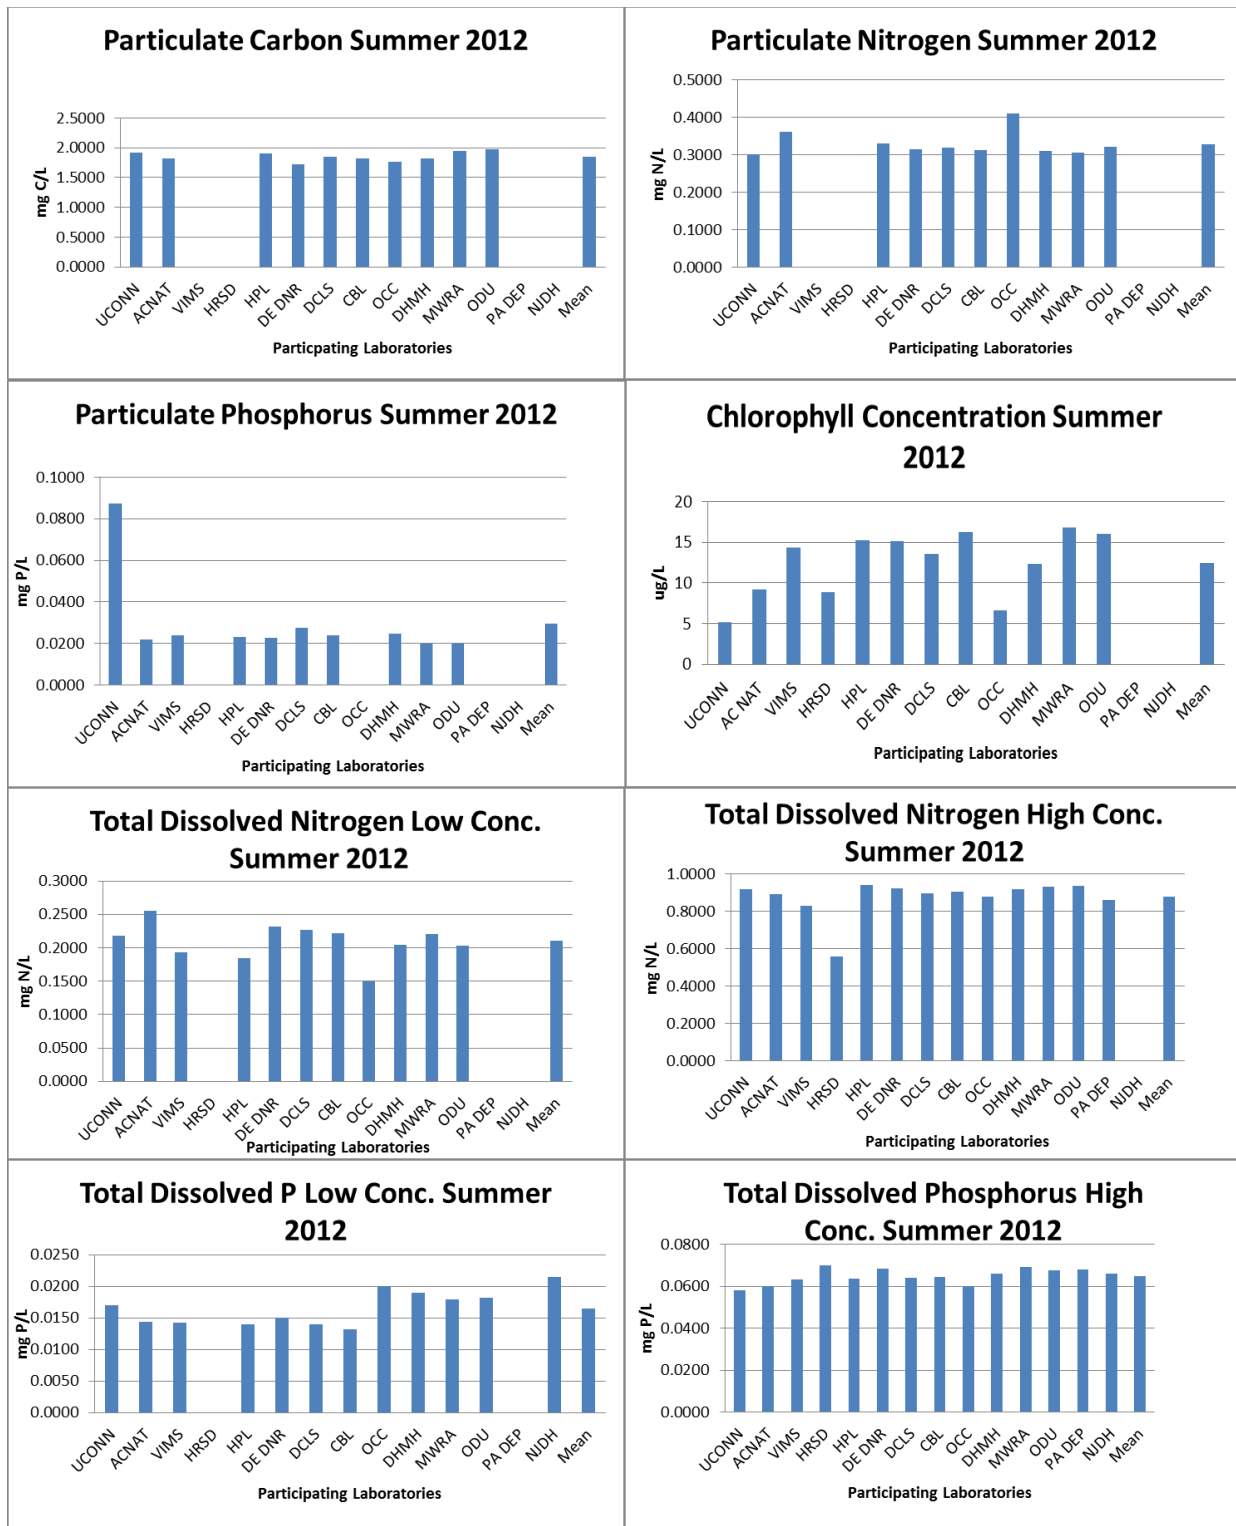 Particulate Carbon Summer 2012
2.5000
2.0000
1.5000
1.0000
0.5000
0.0000
mg C/L
UCONN
ACNAT
VIMS
HRSD
HPL
DE DNR
DCLS
CBL
OCC
DHMH
MWRA
ODU
PA DEP
NJDH
Mean
Particpating Laboratories
Particulate Nitrogen Summer 2012
0.5000
0.4000
0.3000
0.2000
0.1000
0.0000
mg N/L
UCONN
ACNAT
VIMS
HRSD
HPL
DE DNR
DCLS
CBL
OCC
DHMH
MWRA
ODU
PA DEP
NJDH
Mean
Participating Laboratories
Particulate Phosphorus Summer 2012
0.1000
0.0800
0.0600
0.0400
0.0200
0.0000
mg P/L
UCONN
ACNAT
VIMS
HRSD
HPL
DE DNR
DCLS
CBL
OCC
DHMH
MWRA
ODU
PA DEP
NJDH
Mean
Participating Laboratories
Chlorophyll Concentration Summer
2012
20
15
10
5
0
ug/L
UCONN
AC NAT
VIMS
HRSD
HPL
DE DNR
DCLS
CBL
OCC
DHMH
MWRA
ODU
PA DEP
NJDH
Mean
Participating Laboratories
Total Dissolved Nitrogen Low Conc.
Summer 2012
0.3000
0.2500
0.2000
0.1500
0.1000
0.0500
0.0000
mg N/L
UCONN
ACNAT
VIMS
HRSD
HPL
DE DNR
DCLS
CBL
OCC
DHMH
MWRA
ODU
PA DEP
NJDH
Mean
Participating Laboratories
Total Dissolved Nitrogen High Conc.
Summer 2012
1.0000
0.8000
0.6000
0.4000
0.2000
0.0000
mg N/L
UCONN
ACNAT
VIMS
HRSD
HPL
DE DNR
DCLS
CBL
OCC
DHMH
MWRA
ODU
PA DEP
NJDH
Mean
Participating Laboratories
Total Dissolved P Low Conc. Summer
2012
0.0250
0.0200
0.0150
0.0100
0.0050
0.0000
mg P/L
UCONN
ACNAT
VIMS
HRSD
HPL
DE DNR
DCLS
CBL
OCC
DHMH
MWRA
ODU
PA DEP
NJDH
Mean
Participating Laboratories
Total Dissolved Phosphorus High
Conc. Summer 2012
0.0800
0.0600
0.0400
0.0200
0.0000
mg P/L
UCONN
ACNAT
VIMS
HRSD
HPL
DE DNR
DCLS
CBL
OCC
DHMH
MWRA
ODU
PA DEP
NJDH
Mean
Participating Laboratories